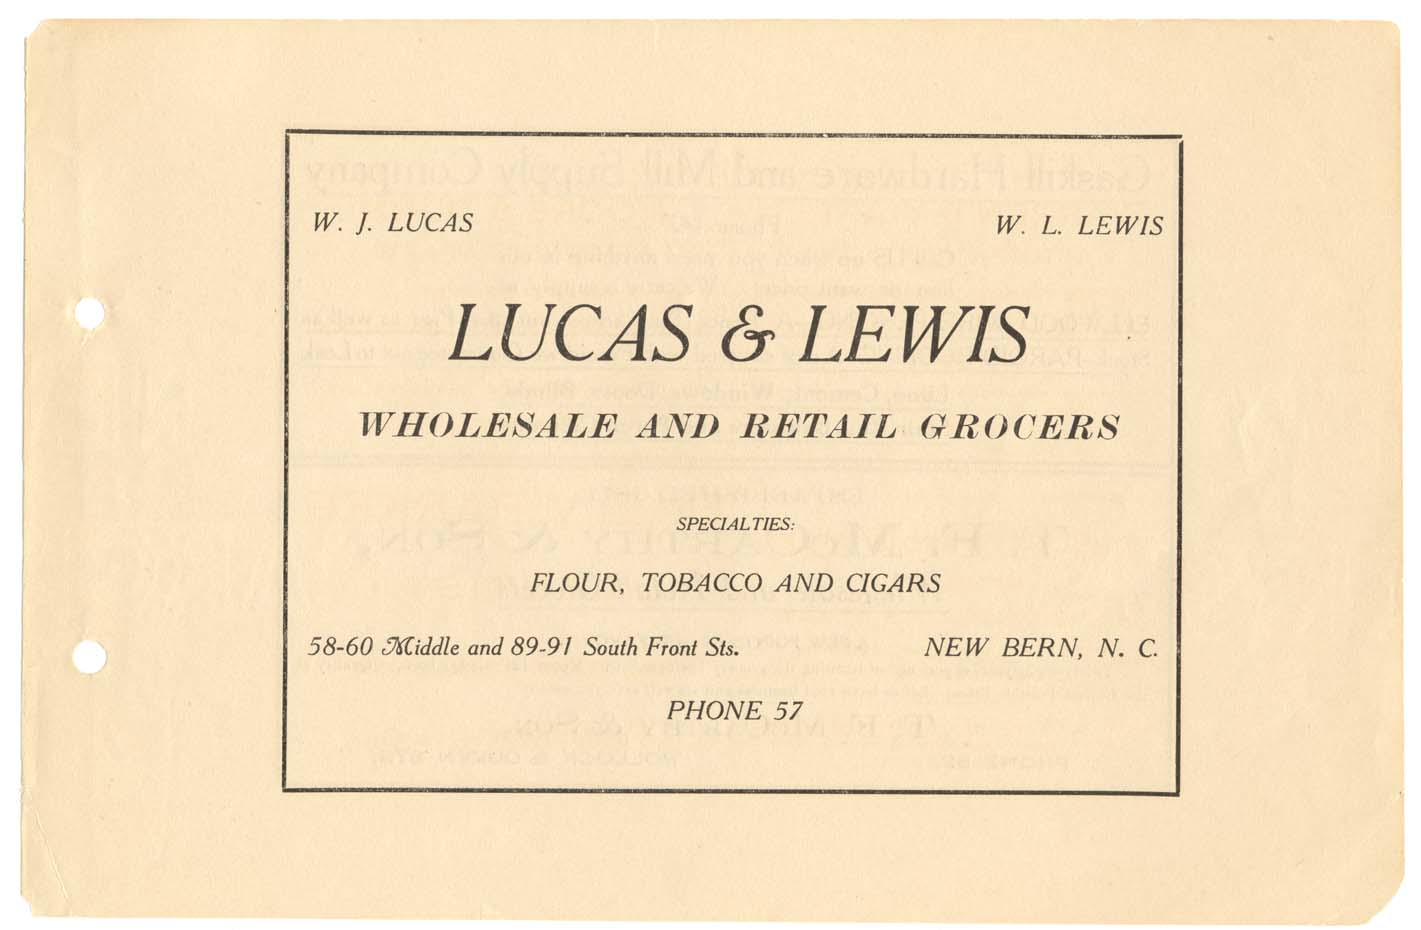 W. J. LUCAS W. L. LEWIS
LUCAS & LEWIS
WHOLESALE AND RETAIL GROCERS
SPECIALTIES:
FLOUR, TOBACCO AND CIGARS
58-60 Middle and 89-91 South Front Sts. NEW BERN, N. C.
PHONE 57